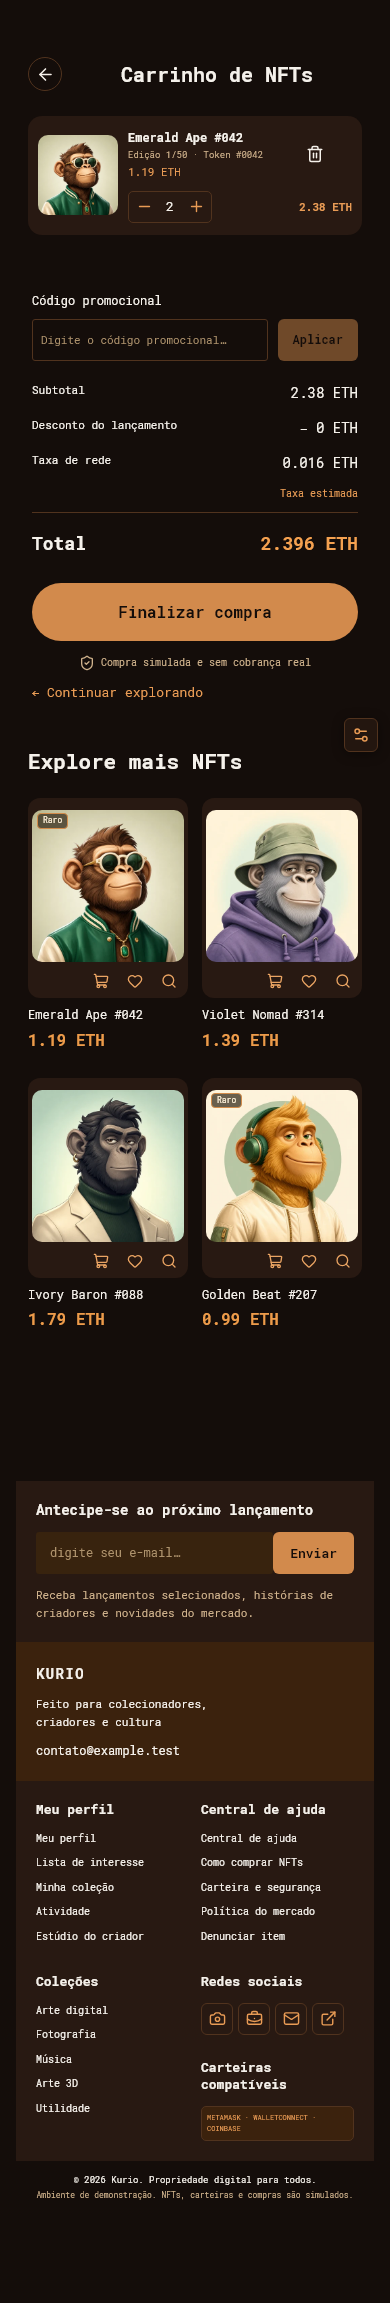 Carrinho de NFTs
Emerald Ape #042
Edição 1/50 · Token #0042
1.19 ETH
2
2.38 ETH
Código promocional
Digite o código promocional…
Aplicar
Subtotal
2.38 ETH
Desconto do lançamento
− 0 ETH
Taxa de rede
0.016 ETH
Taxa estimada
Total
2.396 ETH
Finalizar compra
Compra simulada e sem cobrança real
← Continuar explorando
Explore mais NFTs
Raro
Emerald Ape #042
1.19 ETH
Violet Nomad #314
1.39 ETH
Ivory Baron #088
1.79 ETH
Raro
Golden Beat #207
0.99 ETH
Antecipe-se ao próximo lançamento
digite seu e-mail…
Enviar
Receba lançamentos selecionados, histórias de
criadores e novidades do mercado.
KURIO
Feito para colecionadores,
criadores e cultura
contato@example.test
Meu perfil
Meu perfil
Lista de interesse
Minha coleção
Atividade
Estúdio do criador
Central de ajuda
Central de ajuda
Como comprar NFTs
Carteira e segurança
Política do mercado
Denunciar item
Coleções
Arte digital
Fotografia
Música
Arte 3D
Utilidade
Redes sociais
Carteiras
compatíveis
METAMASK · WALLETCONNECT ·
COINBASE
© 2026 Kurio. Propriedade digital para todos.
Ambiente de demonstração. NFTs, carteiras e compras são simulados.